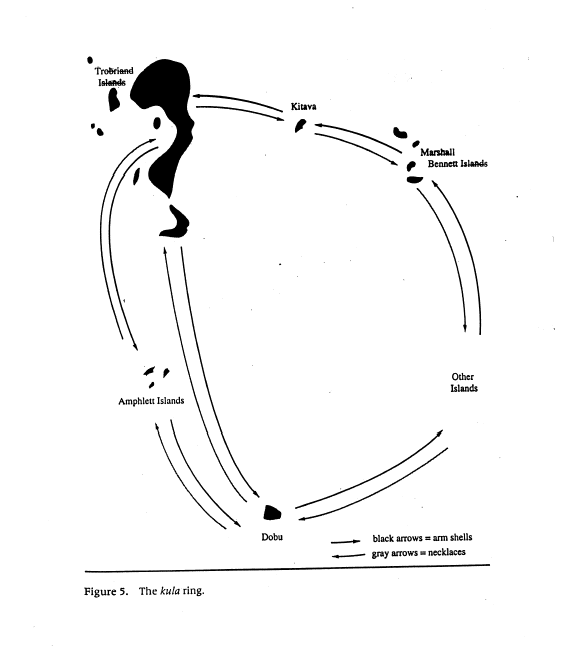 Trobriand
Islands
Kitava
Marshall
Bennett Islands
Other
Islands
Amphlett Islands
Dobu
black arrows = arm shells
gray arrows = necklaces
Figure 5. The kula ring.